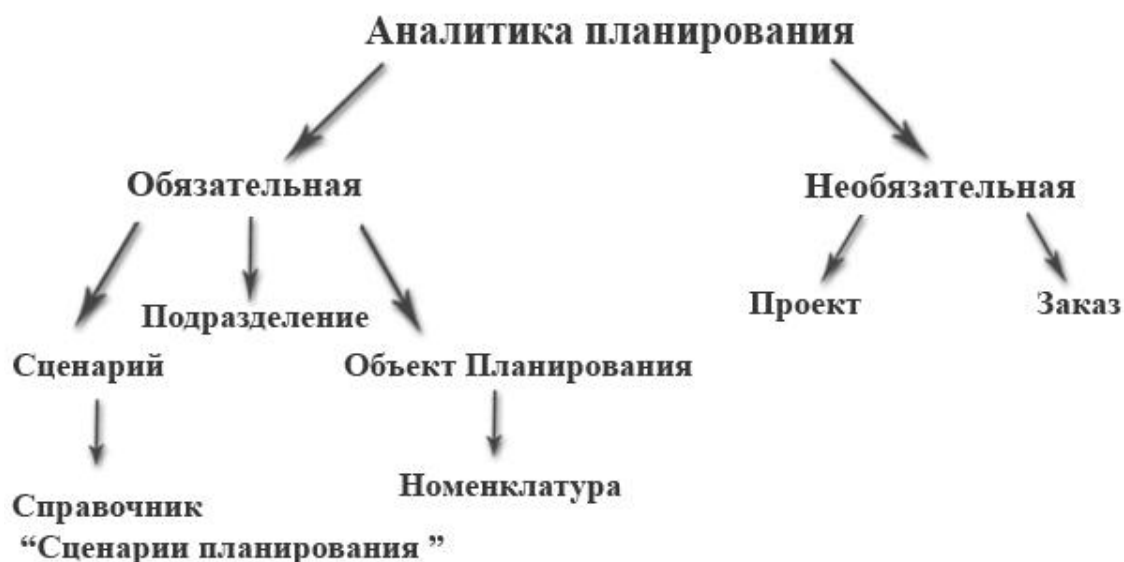 Аналитика планирования
Обязательная
Необязательная
Подразделение
Проект
Заказ
Сценарий
Объект Планирования
Номенклатура
Справочник
“Сценарии планирования ”